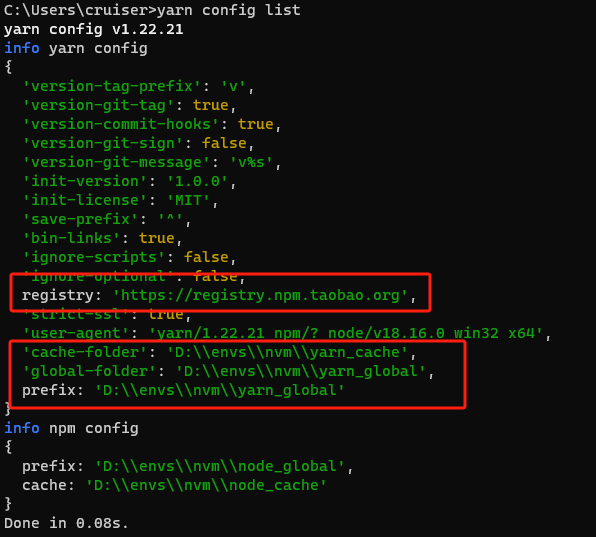 C:\Users\cruiser>yarn config list
yarn config v1.22.21
info yarn config
{
  'version-tag-prefix': 'v',
  'version-git-tag': true,
  'version-commit-hooks': true,
  'version-git-sign': false,
  'version-git-message': 'v%s',
  'init-version': '1.0.0',
  'init-license': 'MIT',
  'save-prefix': '^',
  'bin-links': true,
  'ignore-scripts': false,
  'ignore-optional': false,
  registry: 'https://registry.npm.taobao.org',
  'strict-ssl': true,
  'user-agent': 'yarn/1.22.21 npm/? node/v18.16.0 win32 x64',
  'cache-folder': 'D:\\envs\\nvm\\yarn_cache',
  'global-folder': 'D:\\envs\\nvm\\yarn_global',
  prefix: 'D:\\envs\\nvm\\yarn_global'
}
info npm config
{
  prefix: 'D:\\envs\\nvm\\node_global',
  cache: 'D:\\envs\\nvm\\node_cache'
}
Done in 0.08s.